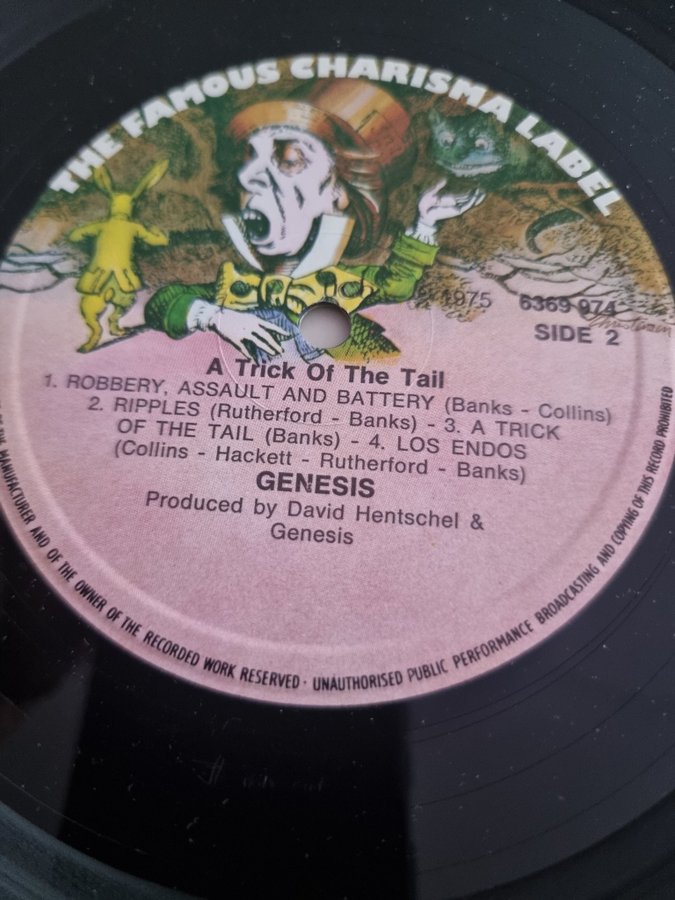 THE FAMOUS CHARISMA LABEL
1975 6369 974
SIDE 2
A Trick Of The Tail
1. ROBBERY, ASSAULT AND BATTERY (Banks - Collins)
2. RIPPLES (Rutherford - Banks) - 3. A TRICK
OF THE TAIL (Banks) - 4. LOS ENDOS
(Collins - Hackett - Rutherford - Banks)
GENESIS
Produced by David Hentschel &
Genesis
OF THE MANUFACTURER AND OF THE OWNER OF THE RECORDED WORK RESERVED · UNAUTHORISED PUBLIC PERFORMANCE BROADCASTING AND COPYING OF THIS RECORD PROHIBITED